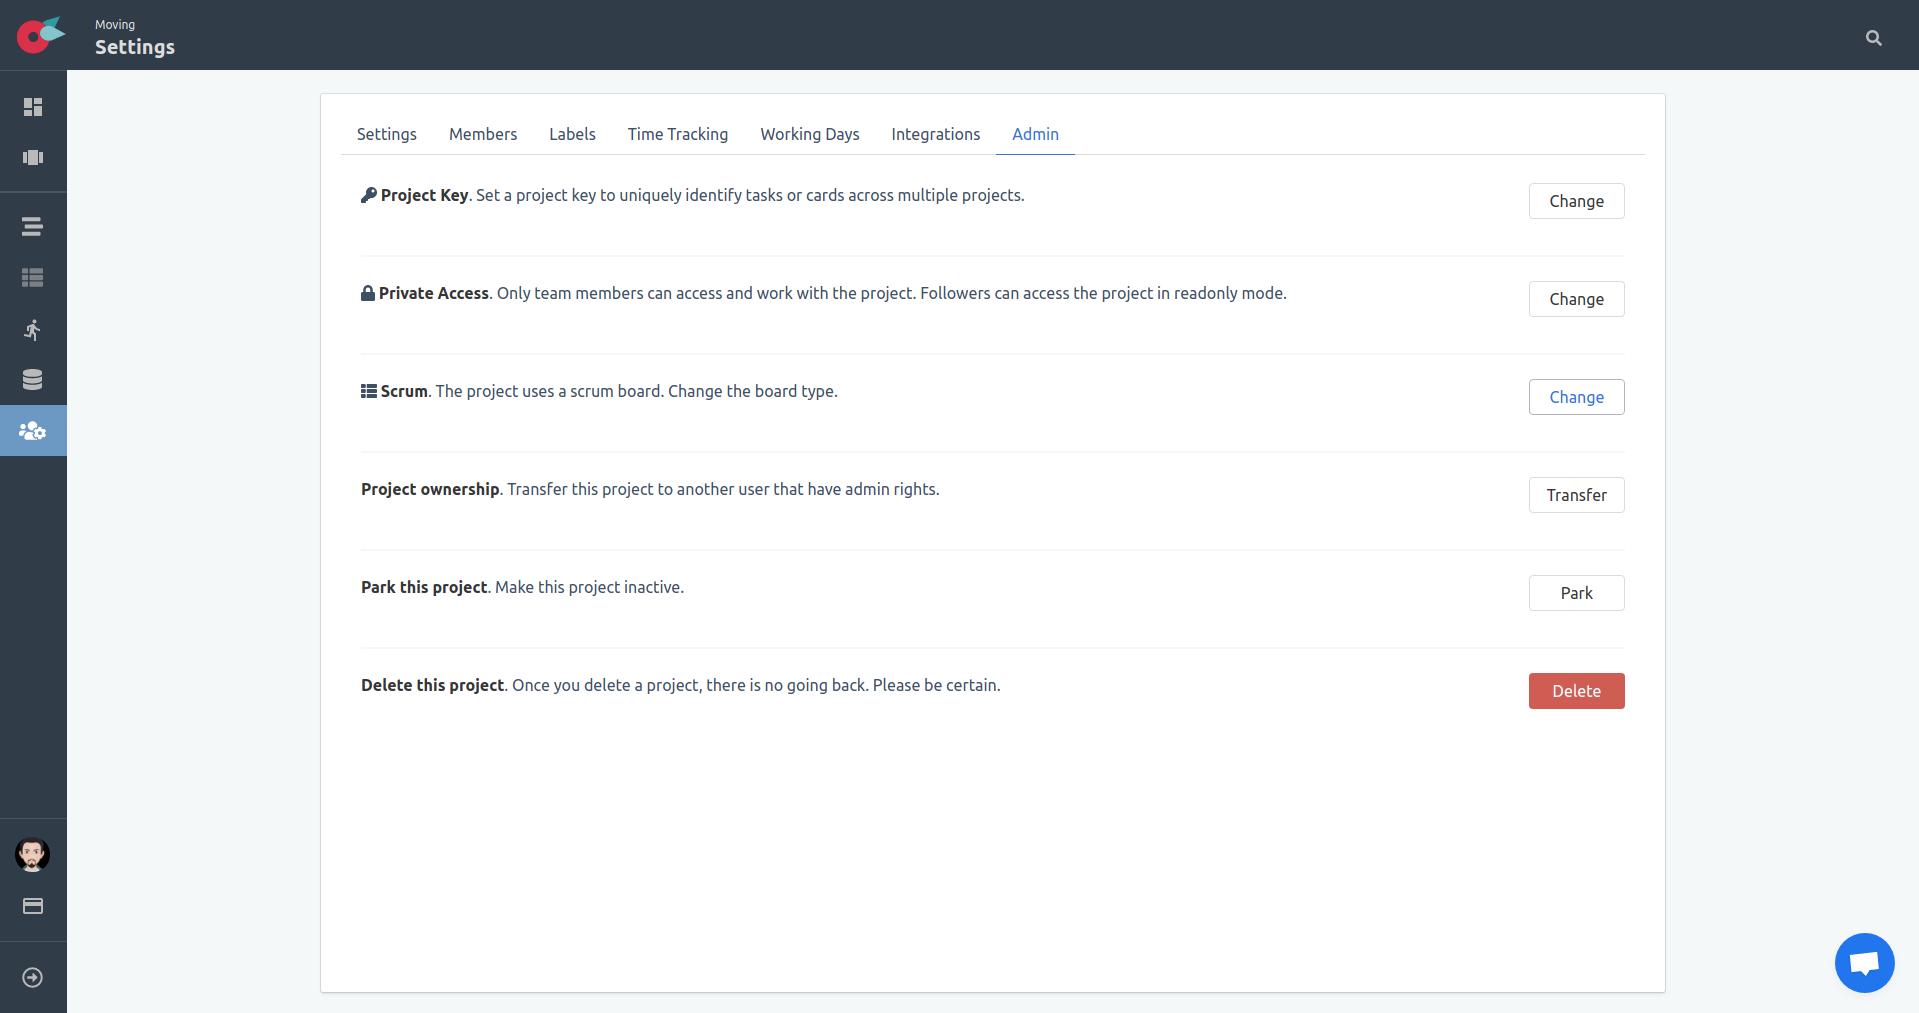 Moving
Settings
Settings Members Labels Time Tracking Working Days Integrations Admin
Project Key. Set a project key to uniquely identify tasks or cards across multiple projects. Change
Private Access. Only team members can access and work with the project. Followers can access the project in readonly mode. Change
Scrum. The project uses a scrum board. Change the board type. Change
Project ownership. Transfer this project to another user that have admin rights. Transfer
Park this project. Make this project inactive. Park
Delete this project. Once you delete a project, there is no going back. Please be certain. Delete